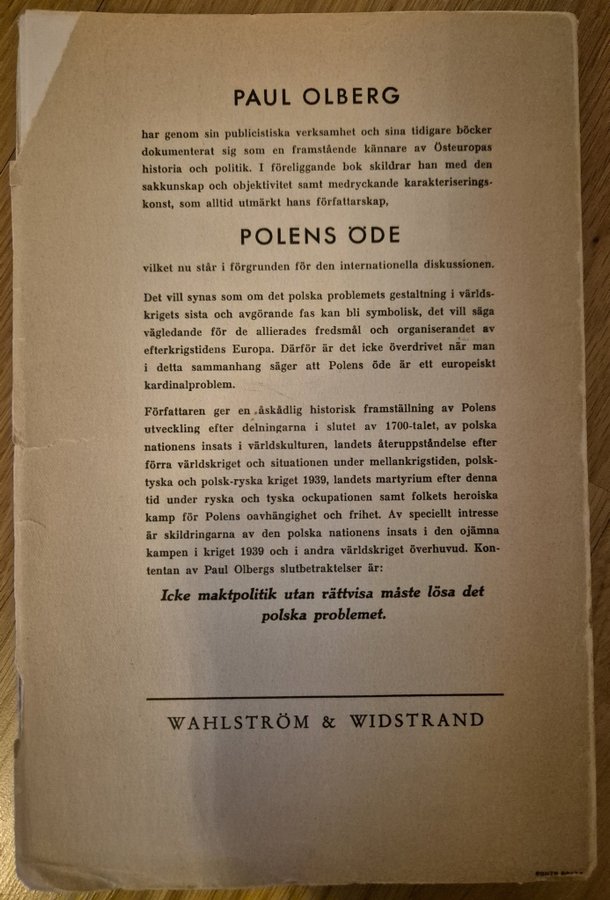 PAUL OLBERG
har genom sin publicistiska verksamhet och sina tidigare böcker
dokumenterat sig som en framstående kännare av Östeuropas
historia och politik. I föreliggande bok skildrar han med den
sakkunskap och objektivitet samt medryckande karakteriserings-
konst, som alltid utmärkt hans författarskap,
POLENS ÖDE
vilket nu står i förgrunden för den internationella diskussionen.
Det vill synas som om det polska problemets gestaltning i världs-
krigets sista och avgörande fas kan bli symbolisk, det vill säga
vägledande för de allierades fredsmål och organiserandet av
efterkrigstidens Europa. Därför är det icke överdrivet när man
i detta sammanhang säger att Polens öde är ett europeiskt
kardinalproblem.
Författaren ger en åskådlig historisk framställning av Polens
utveckling efter delningarna i slutet av 1700-talet, av polska
nationens insats i världskulturen, landets återuppståndelse efter
förra världskriget och situationen under mellankrigstiden, polsk-
tyska och polsk-ryska kriget 1939, landets martyrium efter denna
tid under ryska och tyska ockupationen samt folkets heroiska
kamp för Polens oavhängighet och frihet. Av speciellt intresse
är skildringarna av den polska nationens insats i den ojämna
kampen i kriget 1939 och i andra världskriget överhuvud. Kon-
tentan av Paul Olbergs slutbetraktelser är:
Icke maktpolitik utan rättvisa måste lösa det
polska problemet.
WAHLSTRÖM & WIDSTRAND